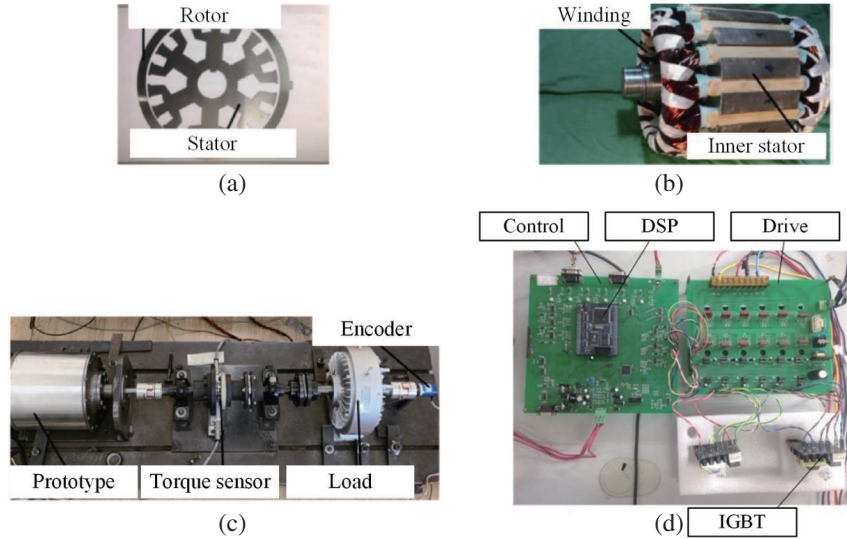 Rotor
Stator
(a)
Winding
Inner stator
(b)
Encoder
Prototype
Torque sensor
Load
(c)
Control
DSP
Drive
IGBT
(d)